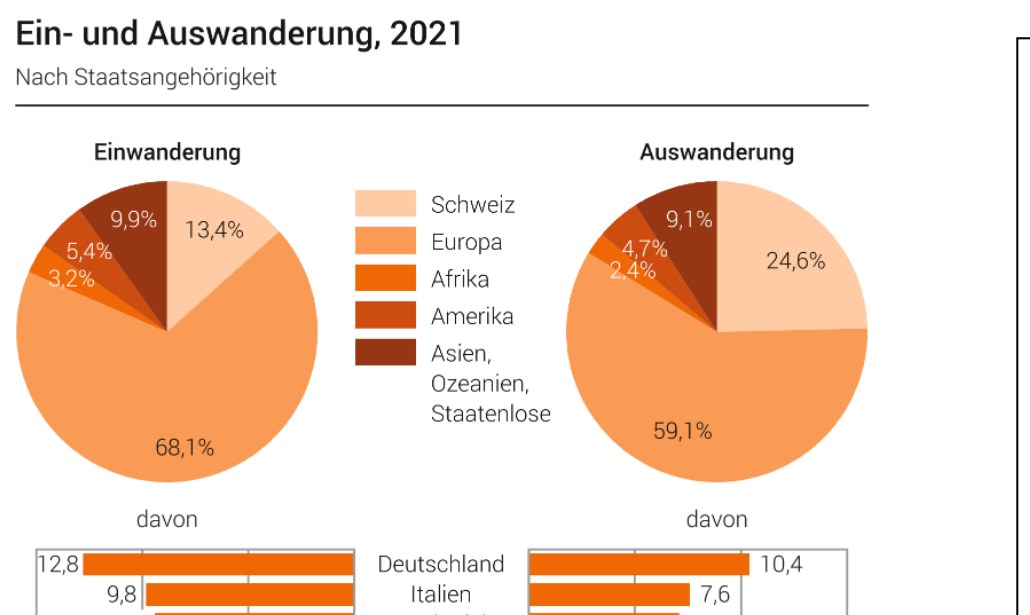 Ein- und Auswanderung, 2021
Nach Staatsangehörigkeit
Einwanderung
9,9%
13,4%
5,4%
3,2%
68,1%
Schweiz
Europa
Afrika
Amerika
Asien,
Ozeanien,
Staatenlose
Auswanderung
9,1%
24,6%
4,7%
2,4%
59,1%
davon
davon
12,8 Deutschland 10,4
9,8 Italien 7,6